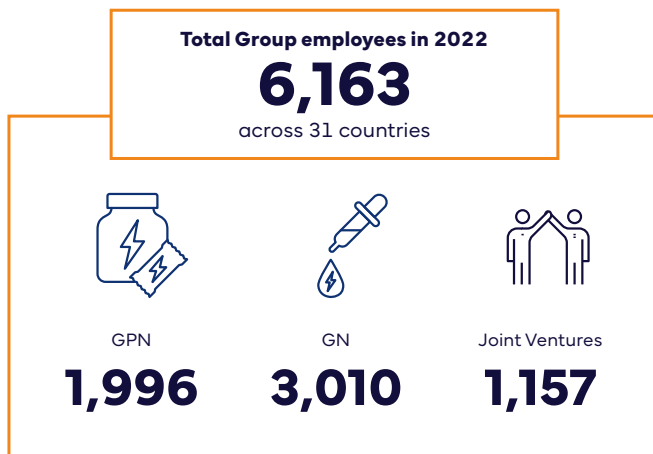 Total Group employees in 2022
6,163
across 31 countries
GPN
GN
Joint Ventures
1,996
3,010
1,157